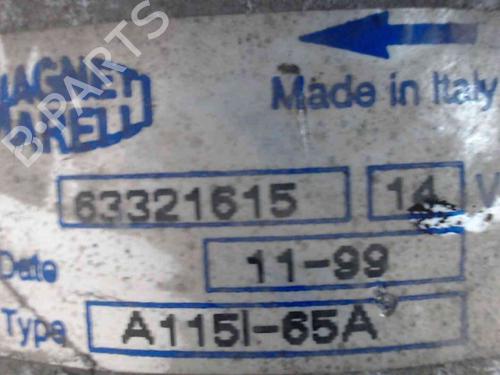 MAGNETI
MARELLI
Made in Italy
63321615
14 V
Date
11-99
Type
A115I-65A
B-PARTS